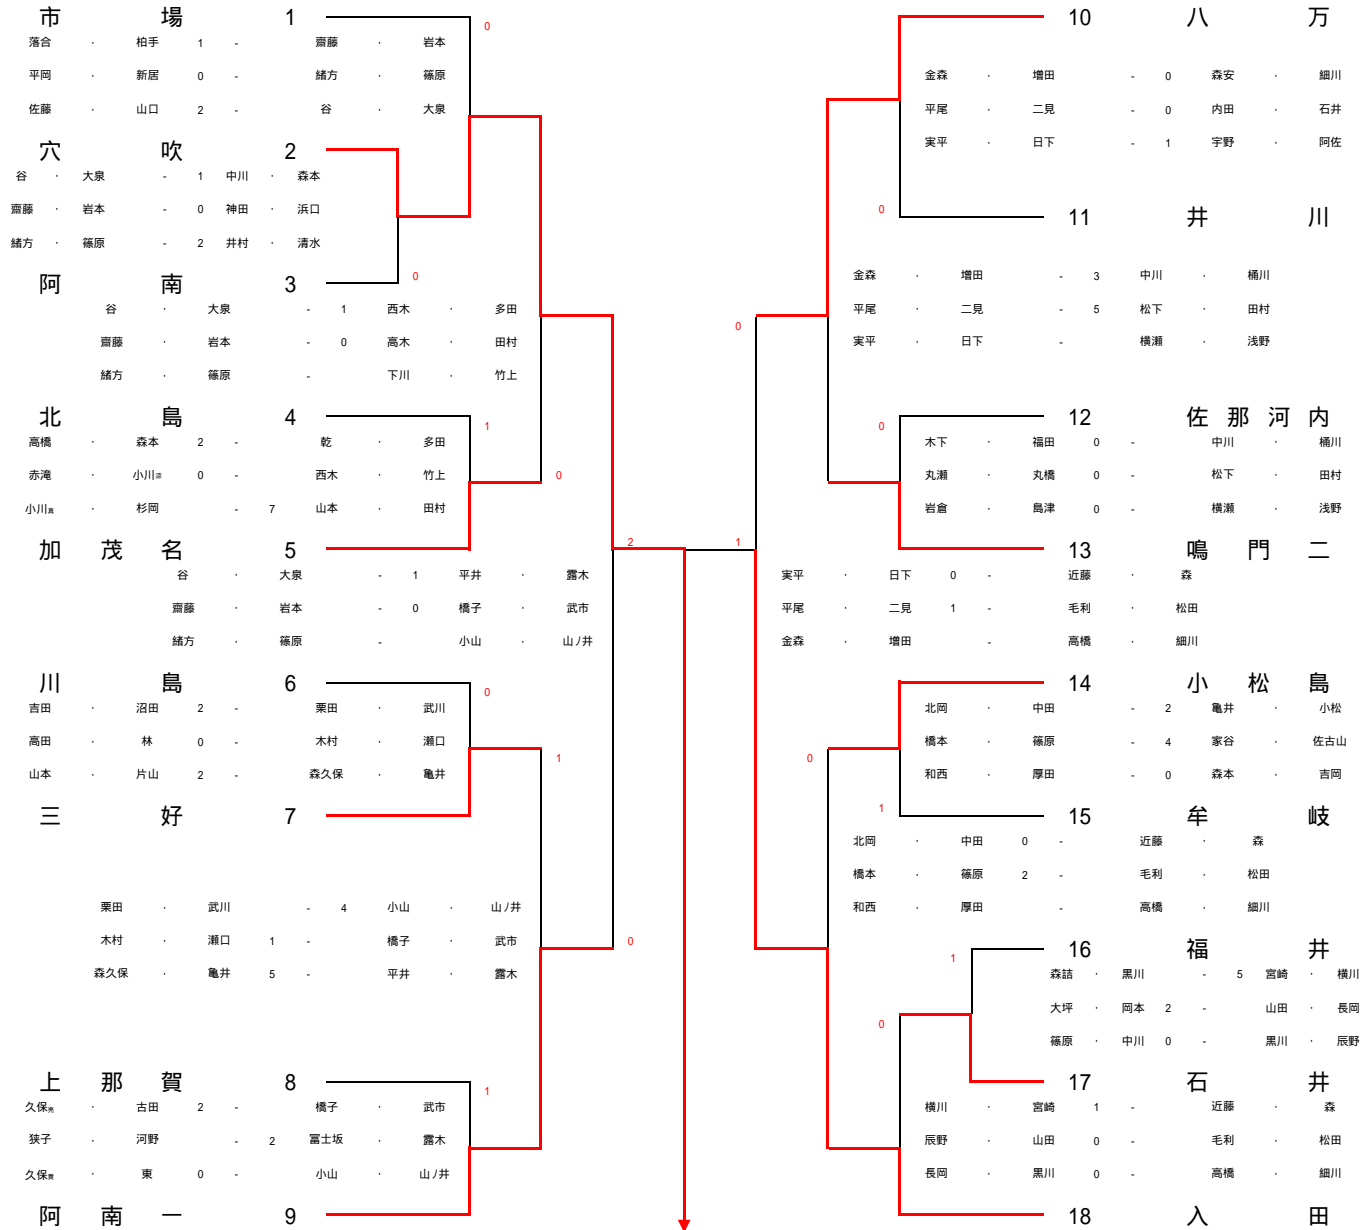 市 場 1
0
落合 ・ 柏手 1 - 齋藤 ・ 岩本
平岡 ・ 新居 0 - 緒方 ・ 篠原
佐藤 ・ 山口 2 - 谷 ・ 大泉
穴 吹 2
谷 ・ 大泉 - 1 中川 ・ 森本
齋藤 ・ 岩本 - 0 神田 ・ 浜口
緒方 ・ 篠原 - 2 井村 ・ 清水
0
阿 南 3
谷 ・ 大泉 - 1 西木 ・ 多田
齋藤 ・ 岩本 - 0 高木 ・ 田村
緒方 ・ 篠原 - 下川 ・ 竹上
北 島 4
1
高橋 ・ 森本 2 - 乾 ・ 多田
赤滝 ・ 小川 0 - 西木 ・ 竹上
0
小川真 ・ 杉岡 - 7 山本 ・ 田村
加 茂 名 5
2
谷 ・ 大泉 - 1 平井 ・ 露木
齋藤 ・ 岩本 - 0 橋子 ・ 武市
緒方 ・ 篠原 - 小山 ・ 山ノ井
川 島 6
0
吉田 ・ 沼田 2 - 栗田 ・ 武川
高田 ・ 林 0 - 木村 ・ 瀬口
1
山本 ・ 片山 2 - 森久保 ・ 亀井
三 好 7
栗田 ・ 武川 - 4 小山 ・ 山ノ井
木村 ・ 瀬口 1 - 橋子 ・ 武市
0
森久保 ・ 亀井 5 - 平井 ・ 露木
上 那 賀 8
1
久保 ・ 古田 2 - 橋子 ・ 武市
狭子 ・ 河野 - 2 冨士坂 ・ 露木
久保 ・ 東 0 - 小山 ・ 山ノ井
阿 南 一 9
10 八 万
金森 ・ 増田 - 0 森安 ・ 細川
平尾 ・ 二見 - 0 内田 ・ 石井
実平 ・ 日下 - 1 宇野 ・ 阿佐
0
11 井 川
金森 ・ 増田 - 3 中川 ・ 桶川
平尾 ・ 二見 - 5 松下 ・ 田村
0
実平 ・ 日下 - 横瀬 ・ 浅野
12 佐 那 河 内
0
木下 ・ 福田 0 - 中川 ・ 桶川
丸瀬 ・ 丸橋 0 - 松下 ・ 田村
岩倉 ・ 島津 0 - 横瀬 ・ 浅野
1
13 鳴 門 二
実平 ・ 日下 0 - 近藤 ・ 森
平尾 ・ 二見 1 - 毛利 ・ 松田
金森 ・ 増田 - 高橋 ・ 細川
14 小 松 島
北岡 ・ 中田 - 2 亀井 ・ 小松
橋本 ・ 篠原 - 4 家谷 ・ 佐古山
0
和西 ・ 厚田 - 0 森本 ・ 吉岡
1
15 牟 岐
北岡 ・ 中田 0 - 近藤 ・ 森
橋本 ・ 篠原 2 - 毛利 ・ 松田
和西 ・ 厚田 - 高橋 ・ 細川
16 福 井
1
森詰 ・ 黒川 - 5 宮崎 ・ 横川
大坪 ・ 岡本 2 - 山田 ・ 長岡
0
篠原 ・ 中川 0 - 黒川 ・ 辰野
17 石 井
横川 ・ 宮崎 1 - 近藤 ・ 森
辰野 ・ 山田 0 - 毛利 ・ 松田
長岡 ・ 黒川 0 - 高橋 ・ 細川
18 入 田